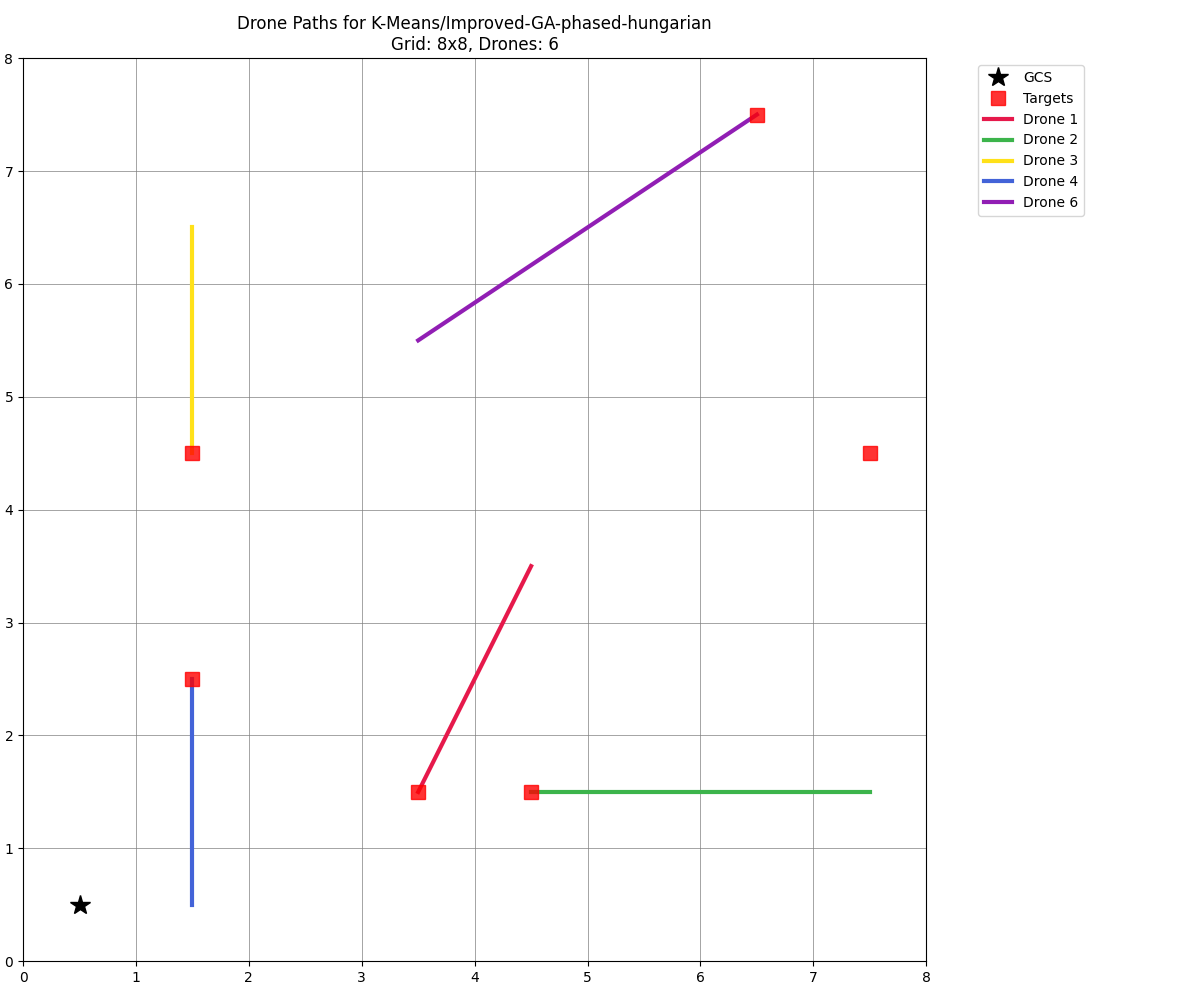 Drone Paths for K-Means/Improved-GA-phased-hungarian
Grid: 8x8, Drones: 6
GCS
Targets
Drone 1
Drone 2
Drone 3
Drone 4
Drone 6
8
7
6
5
4
3
2
1
0
0 1 2 3 4 5 6 7 8